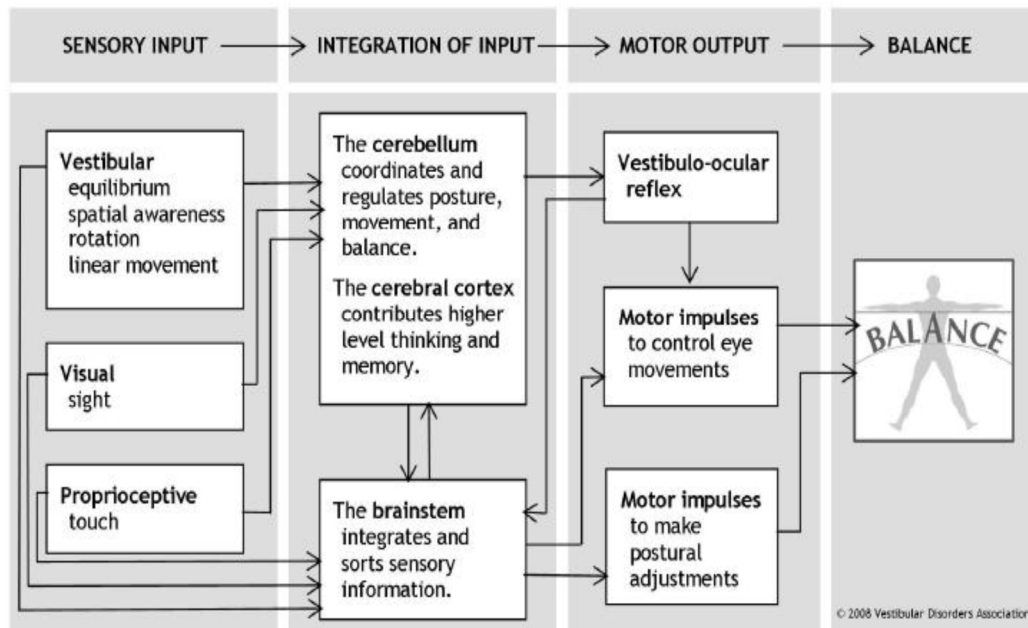 SENSORY INPUT
INTEGRATION OF INPUT
MOTOR OUTPUT
BALANCE
Vestibular
equilibrium
spatial awareness
rotation
linear movement
Visual
sight
Proprioceptive
touch
The cerebellum
coordinates and
regulates posture,
movement, and
balance.
The cerebral cortex
contributes higher
level thinking and
memory.
The brainstem
integrates and
sorts sensory
information.
Vestibulo-ocular
reflex
Motor impulses
to control eye
movements
Motor impulses
to make
postural
adjustments
BALANCE
© 2008 Vestibular Disorders Association